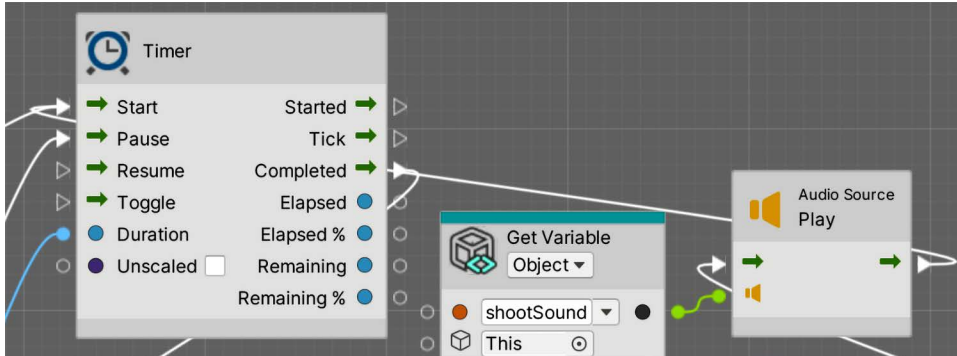 Timer
Start Started
Pause Tick
Resume Completed
Toggle Elapsed
Duration Elapsed %
Unscaled Remaining
Remaining %
Get Variable
Object
shootSound
This
Audio Source
Play